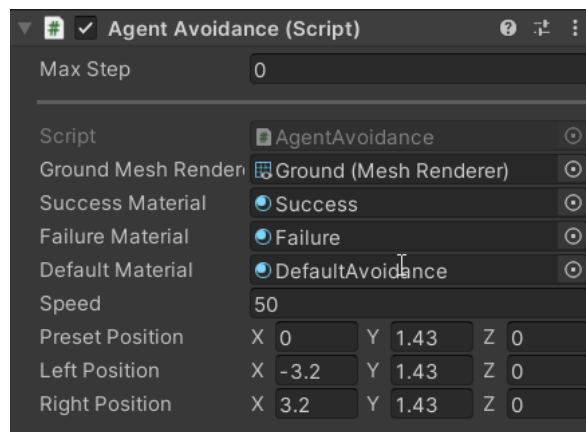 Agent Avoidance (Script)
Max Step 0
Script AgentAvoidance
Ground Mesh Render Ground (Mesh Renderer)
Success Material Success
Failure Material Failure
Default Material DefaultAvoidance
Speed 50
Preset Position X 0 Y 1.43 Z 0
Left Position X -3.2 Y 1.43 Z 0
Right Position X 3.2 Y 1.43 Z 0